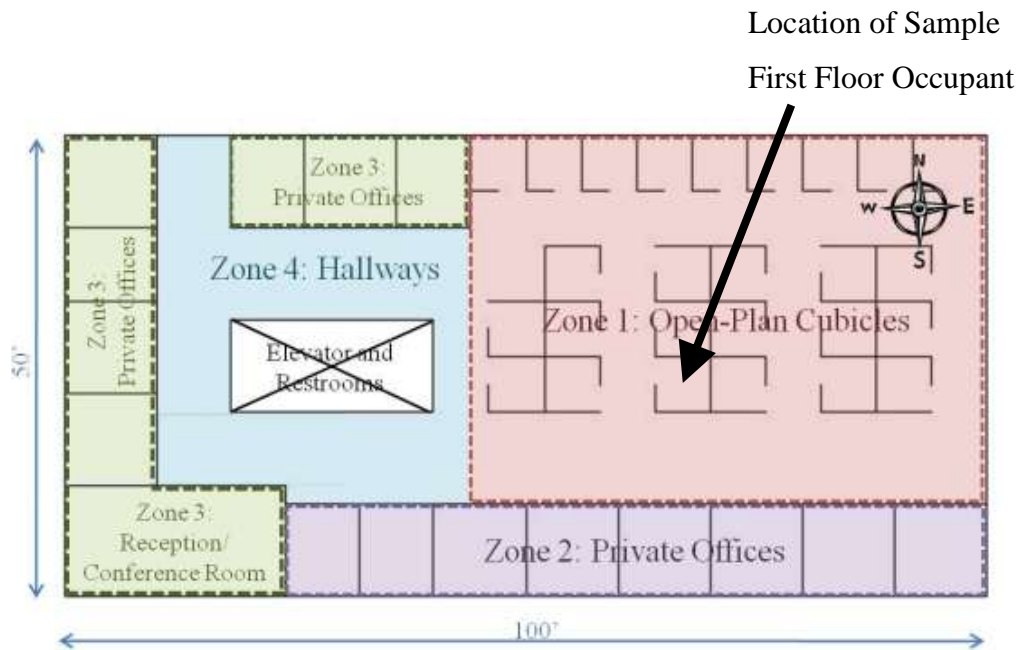 Location of Sample
First Floor Occupant
Zone 3:
Private Offices
N
W
E
S
Zone 4: Hallways
Zone 3:
Private Offices
Zone 1: Open-Plan Cubicles
50'
Elevator and
Restrooms
Zone 3:
Reception/
Conference Room
Zone 2: Private Offices
100'